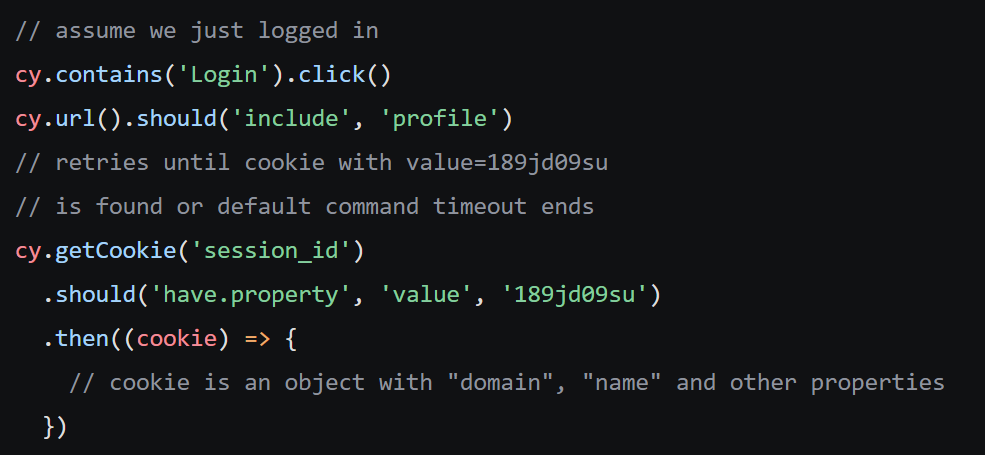 // assume we just logged in
cy.contains('Login').click()
cy.url().should('include', 'profile')
// retries until cookie with value=189jd09su
// is found or default command timeout ends
cy.getCookie('session_id')
  .should('have.property', 'value', '189jd09su')
  .then((cookie) => {
    // cookie is an object with "domain", "name" and other properties
  })